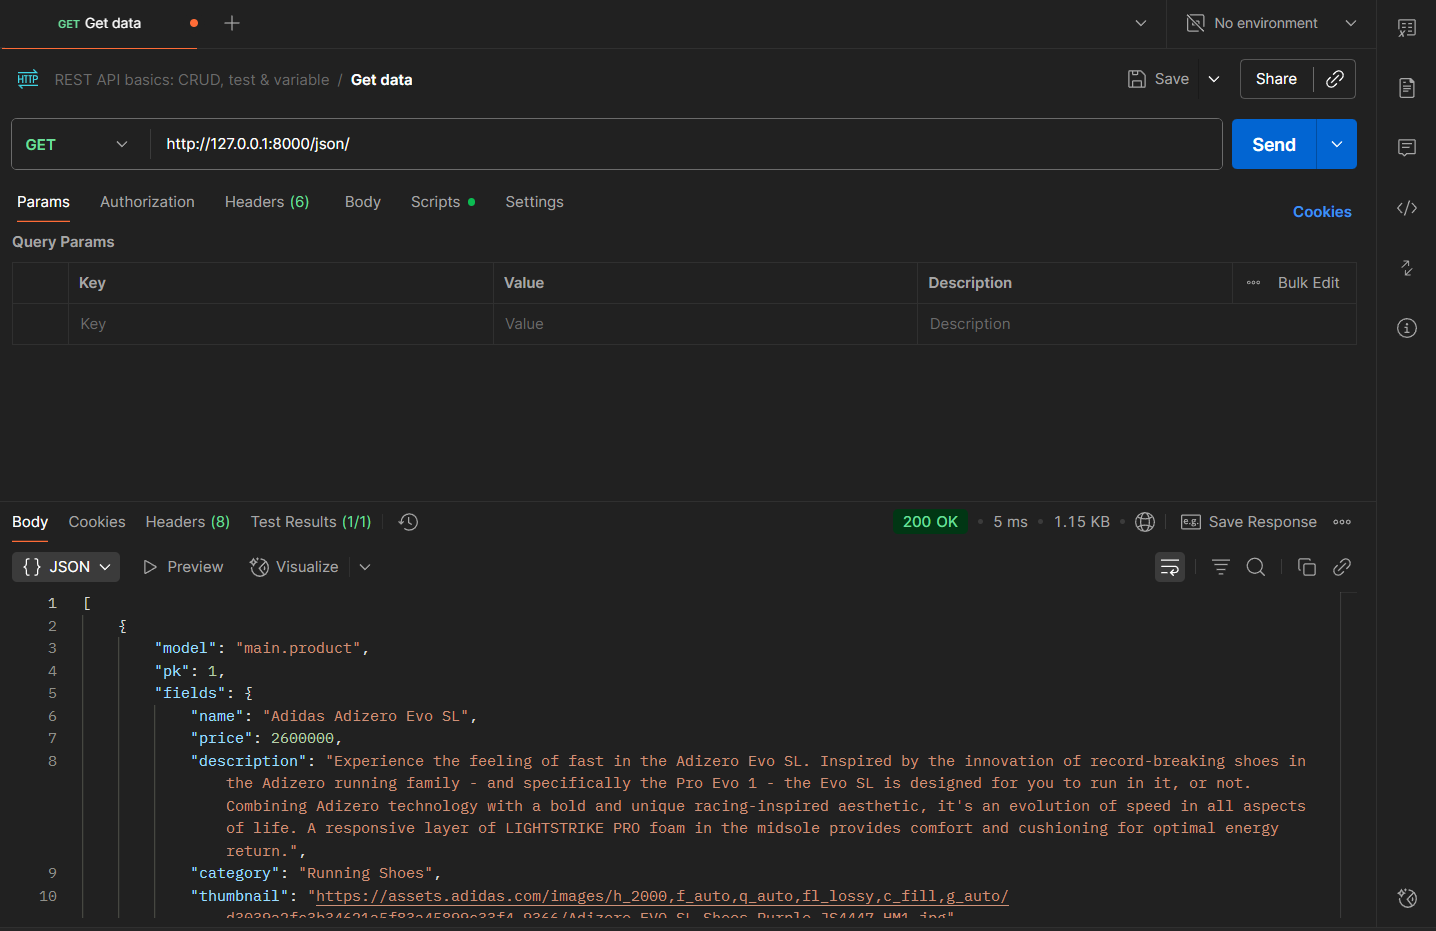 GET Get data
No environment
HTTP REST API basics: CRUD, test & variable / Get data
Save
Share
GET http://127.0.0.1:8000/json/
Send
Params Authorization Headers (6) Body Scripts Settings
Cookies
Query Params
Key Value Description Bulk Edit
Key Value Description
Body Cookies Headers (8) Test Results (1/1) 200 OK • 5 ms • 1.15 KB • e.g. Save Response
{} JSON Preview Visualize
1 [
2 {
3 "model": "main.product",
4 "pk": 1,
5 "fields": {
6 "name": "Adidas Adizero Evo SL",
7 "price": 2600000,
8 "description": "Experience the feeling of fast in the Adizero Evo SL. Inspired by the innovation of record-breaking shoes in
the Adizero running family - and specifically the Pro Evo 1 - the Evo SL is designed for you to run in it, or not.
Combining Adizero technology with a bold and unique racing-inspired aesthetic, it's an evolution of speed in all aspects
of life. A responsive layer of LIGHTSTRIKE PRO foam in the midsole provides comfort and cushioning for optimal energy
return.",
9 "category": "Running Shoes",
10 "thumbnail": "https://assets.adidas.com/images/h_2000,f_auto,q_auto,fl_lossy,c_fill,g_auto/